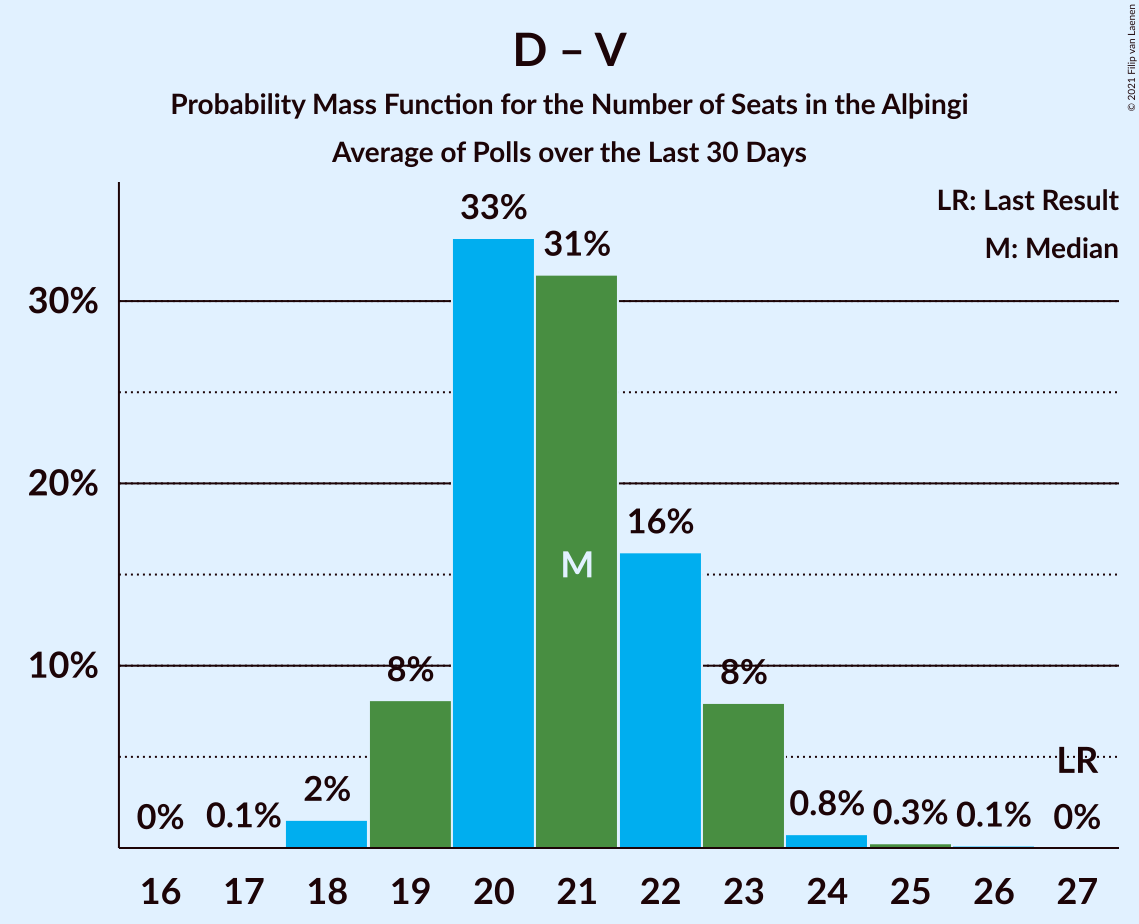 D – V
Probability Mass Function for the Number of Seats in the Alþingi
Average of Polls over the Last 30 Days
© 2021 Filip van Laenen
LR: Last Result
M: Median
33%
31%
30%
20%
16%
M
10%
8%
8%
LR
2%
0%
0.1%
0.8%
0.3%
0.1%
0%
16 17 18 19 20 21 22 23 24 25 26 27